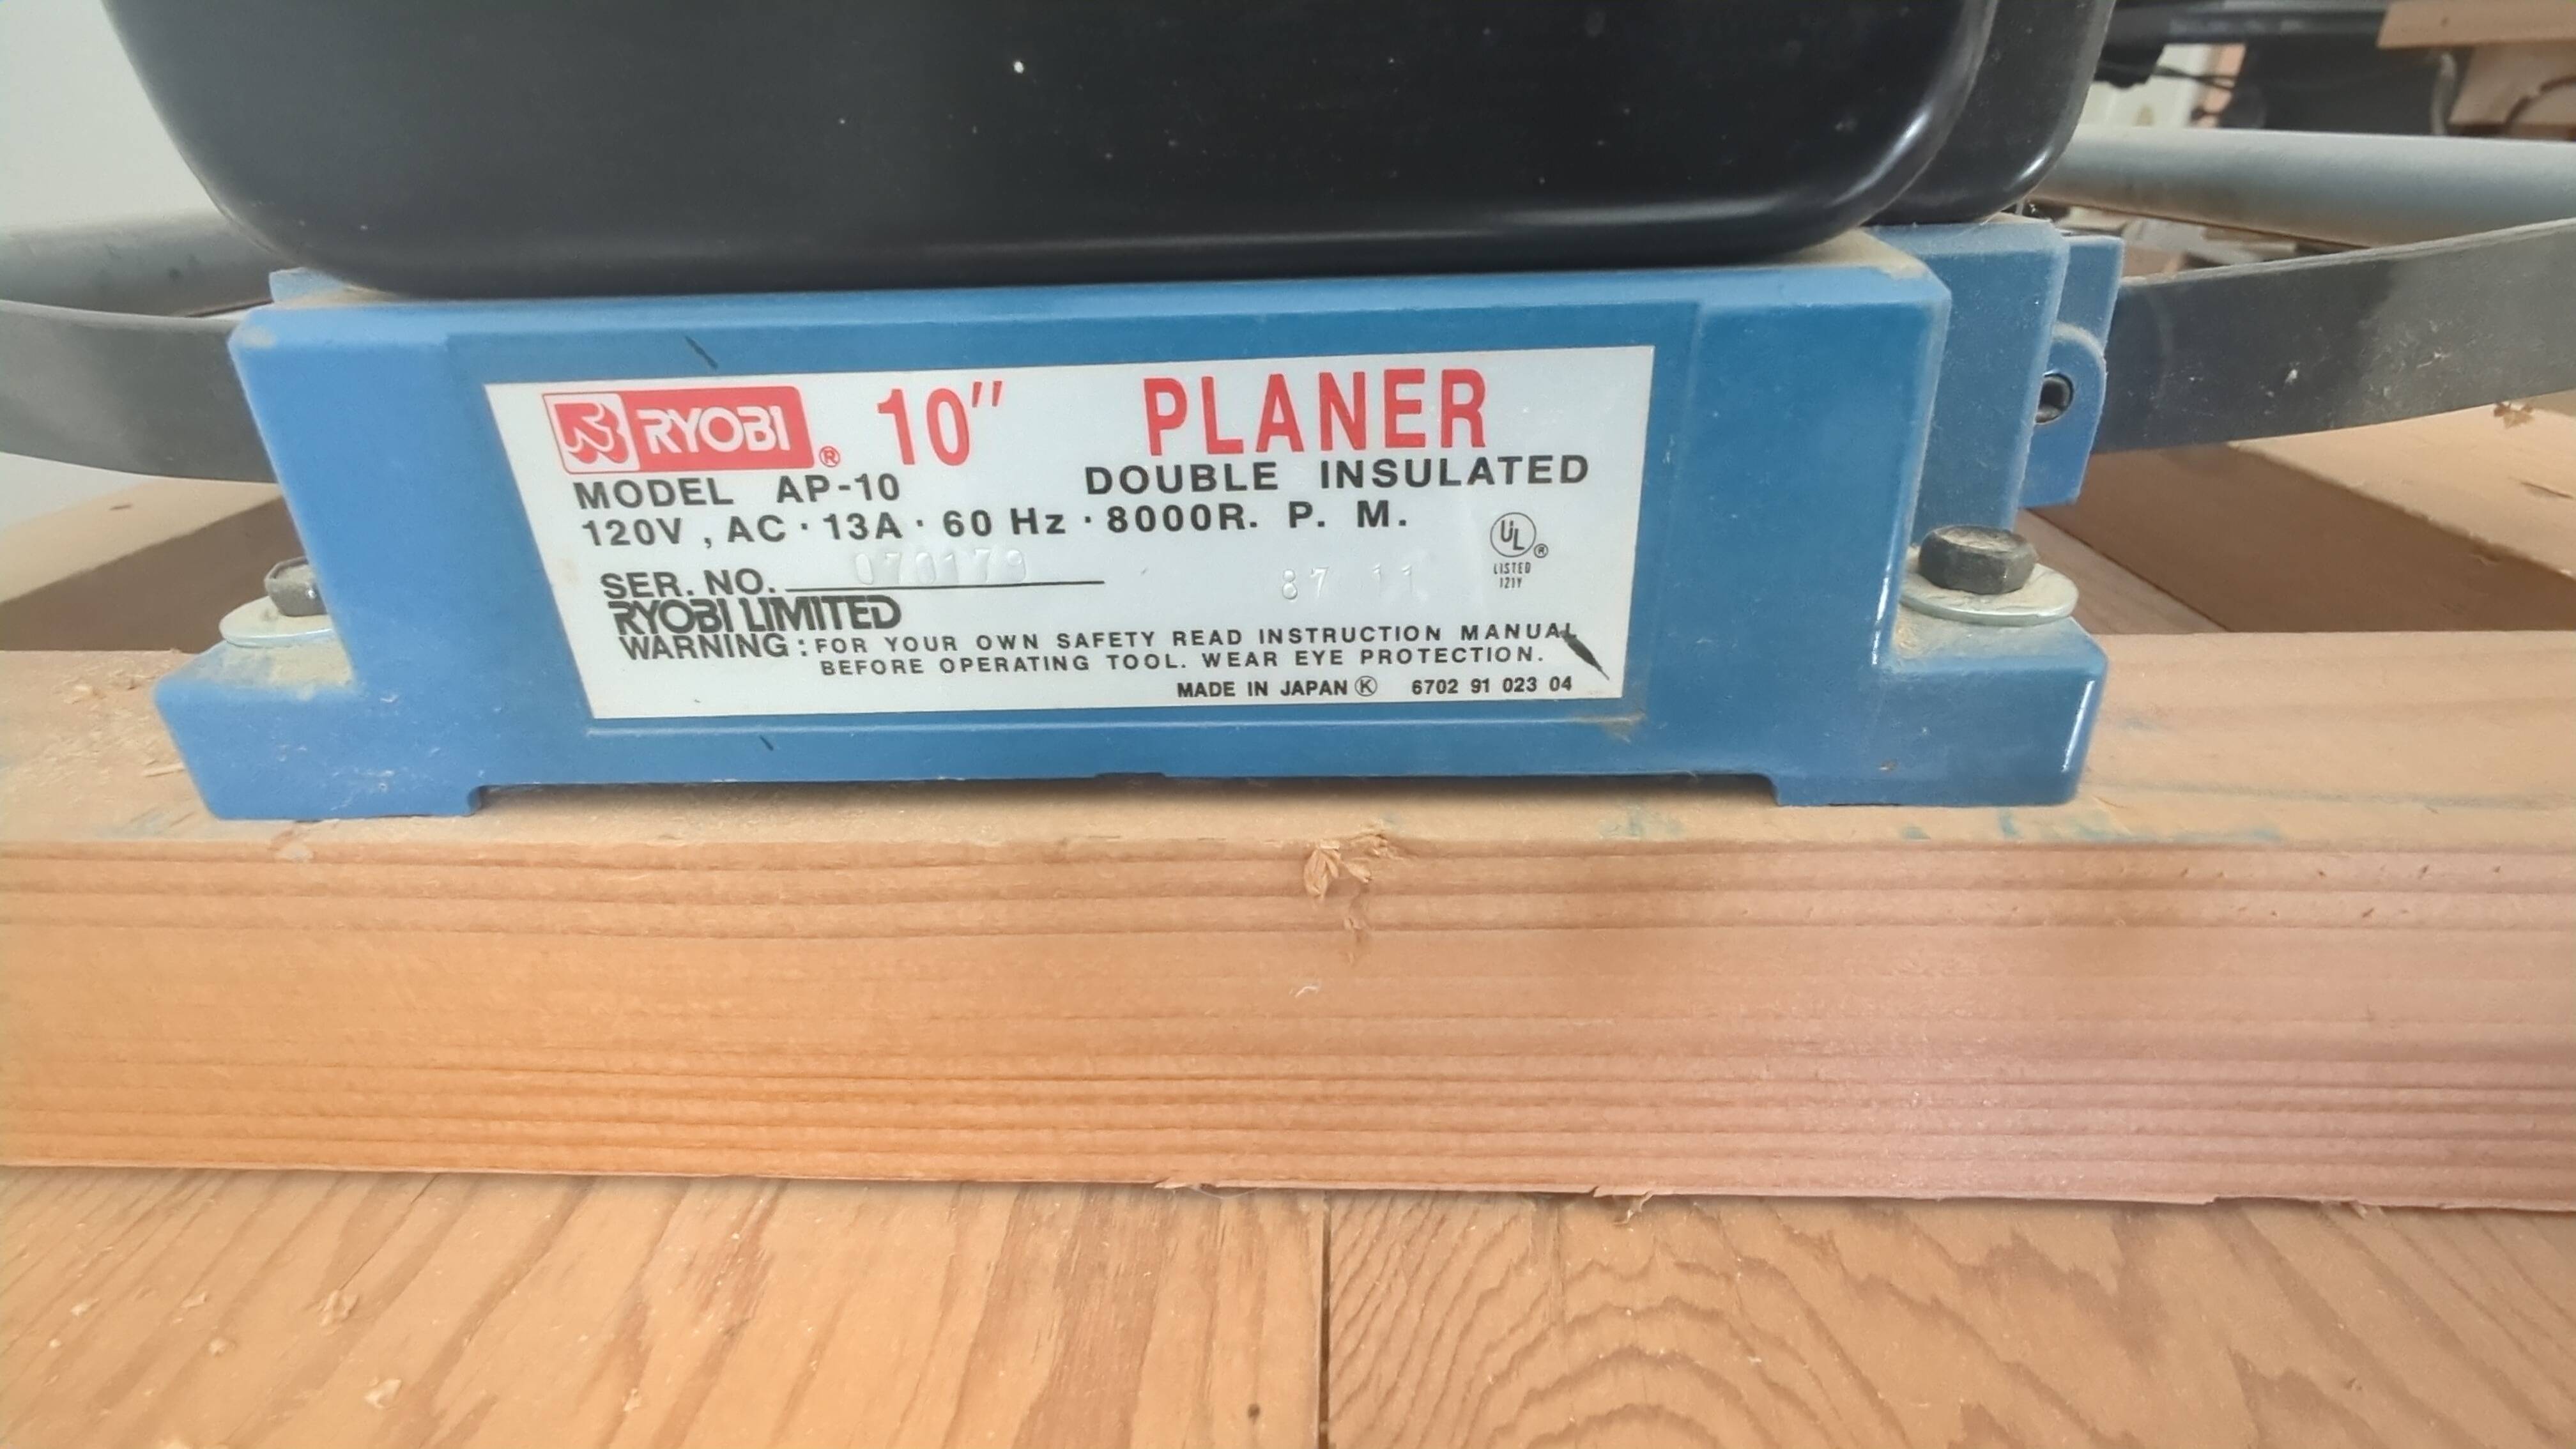 RYOBI ® 10" PLANER
MODEL AP-10 DOUBLE INSULATED
120V , AC · 13A · 60 Hz · 8000R. P. M.
UL ®
LISTED
121Y
SER. NO. 070179 87 11
RYOBI LIMITED
WARNING : FOR YOUR OWN SAFETY READ INSTRUCTION MANUAL
BEFORE OPERATING TOOL. WEAR EYE PROTECTION.
MADE IN JAPAN Ⓚ 6702 91 023 04